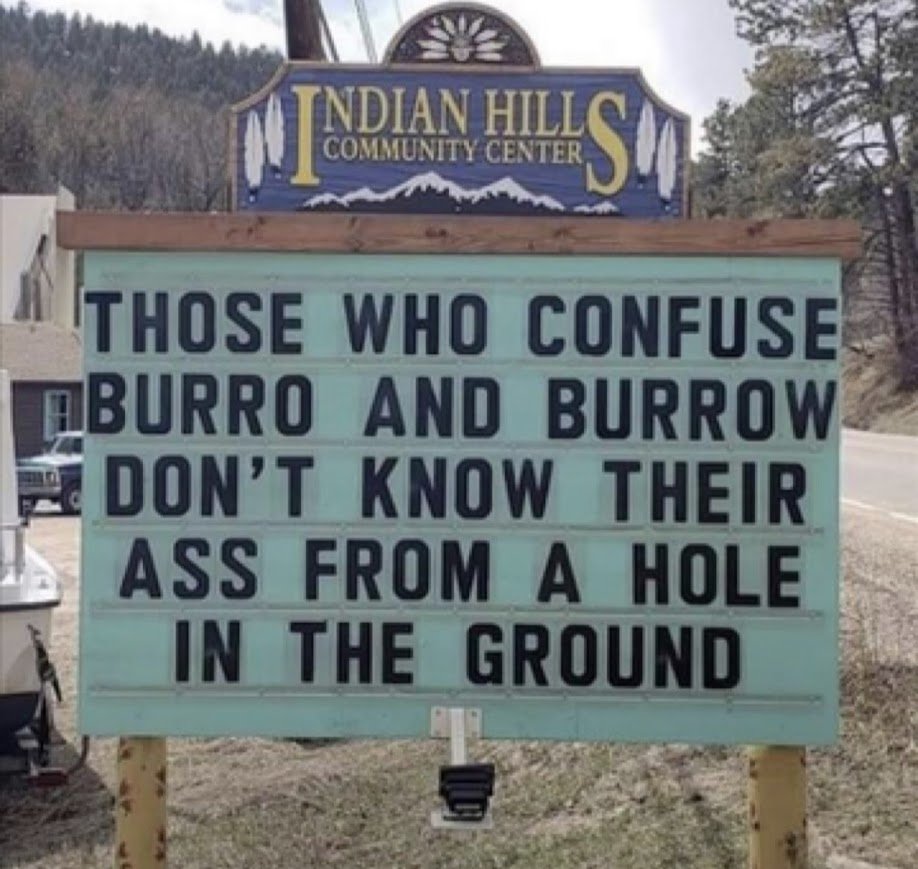 INDIAN HILLS
COMMUNITY CENTER
THOSE WHO CONFUSE
BURRO AND BURROW
DON'T KNOW THEIR
ASS FROM A HOLE
IN THE GROUND